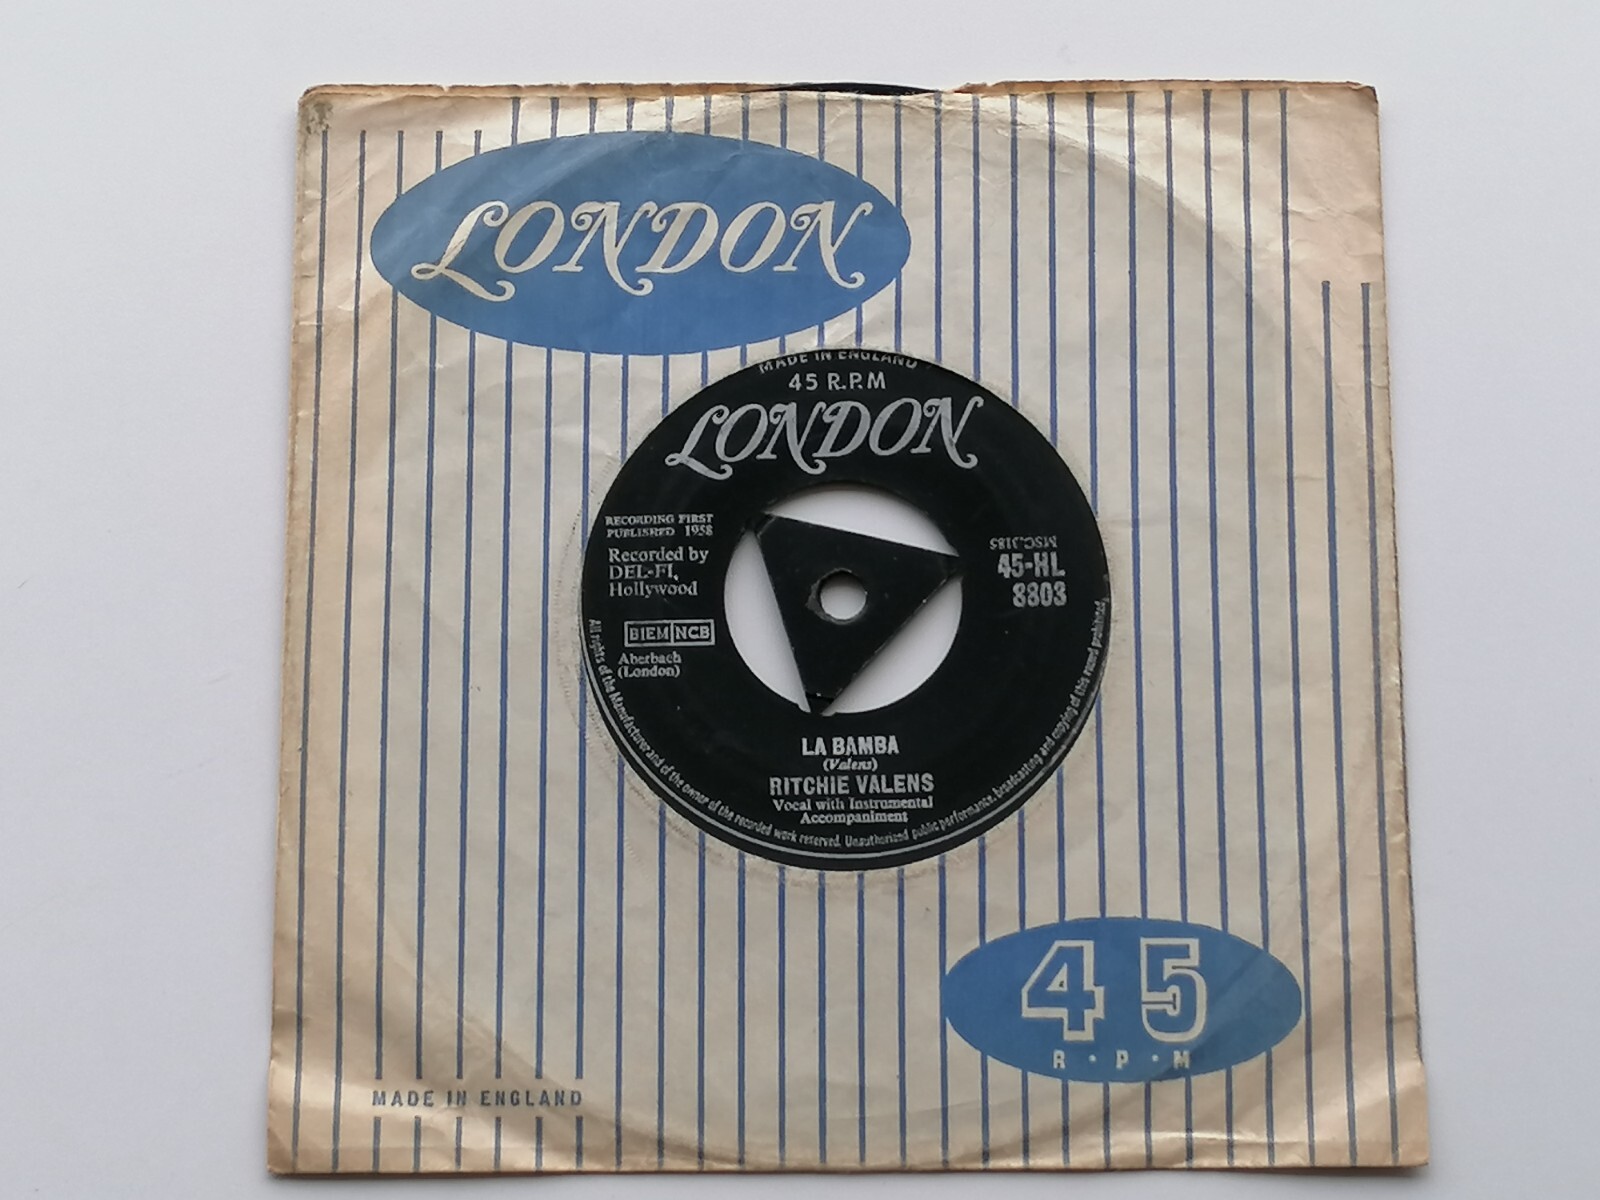 LONDON
MADE IN ENGLAND
45 R.P.M
LONDON
RECORDING FIRST
PUBLISHED 1958
Recorded by
DEL-FI,
Hollywood
BIEM NCB
Aberbach
(London)
MSC.3185
45-HL
8803
LA BAMBA
(Valens)
RITCHIE VALENS
Vocal with Instrumental
Accompaniment
All rights of the Manufacturer and of the owner of the recorded work reserved. Unauthorised public performance, broadcasting and copying of this record prohibited.
45
R·P·M
MADE IN ENGLAND